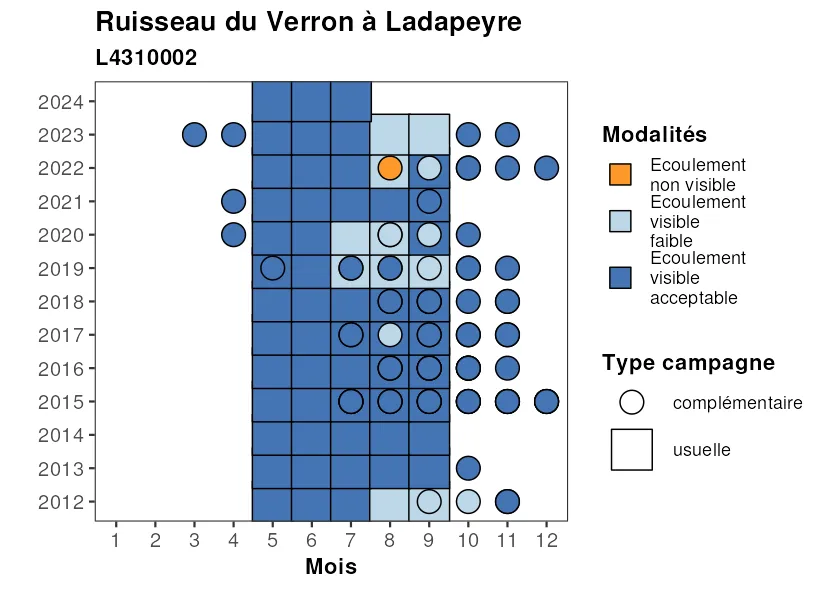 Ruisseau du Verron à Ladapeyre
L4310002
2024
2023
2022
2021
2020
2019
2018
2017
2016
2015
2014
2013
2012
1 2 3 4 5 6 7 8 9 10 11 12
Mois
Modalités
Ecoulement
non visible
Ecoulement
visible
faible
Ecoulement
visible
acceptable
Type campagne
complémentaire
usuelle